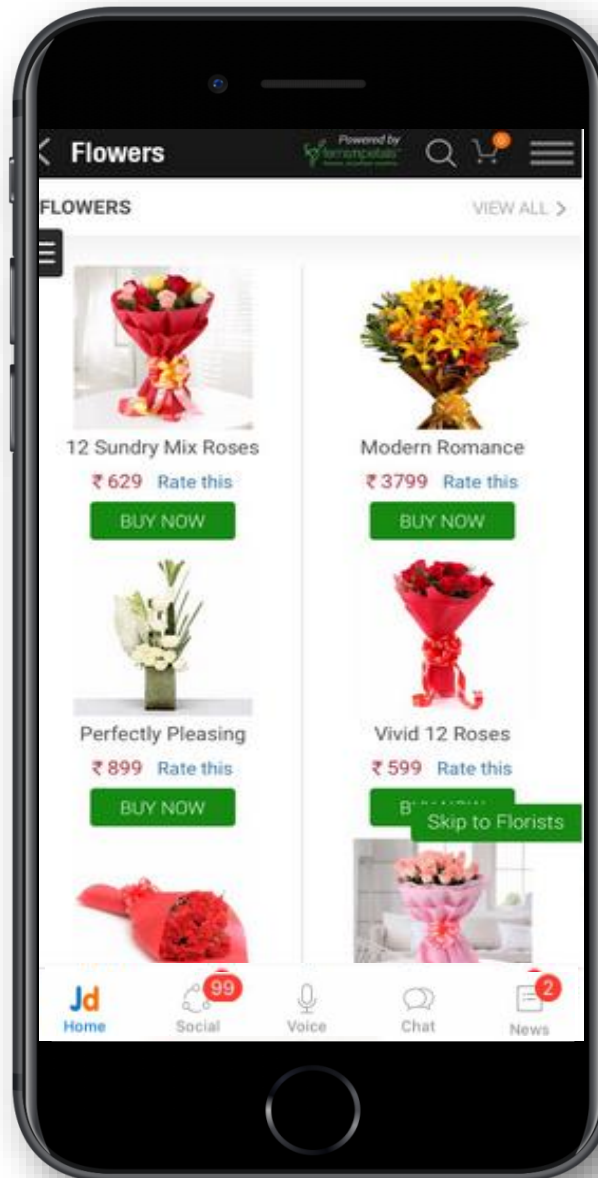 Flowers
Powered by
0
FLOWERS
VIEW ALL >
12 Sundry Mix Roses
₹ 629 Rate this
BUY NOW
Modern Romance
₹ 3799 Rate this
BUY NOW
Perfectly Pleasing
₹ 899 Rate this
BUY NOW
Vivid 12 Roses
₹ 599 Rate this
Skip to Florists
Jd
Home
99
Social
Voice
Chat
2
News